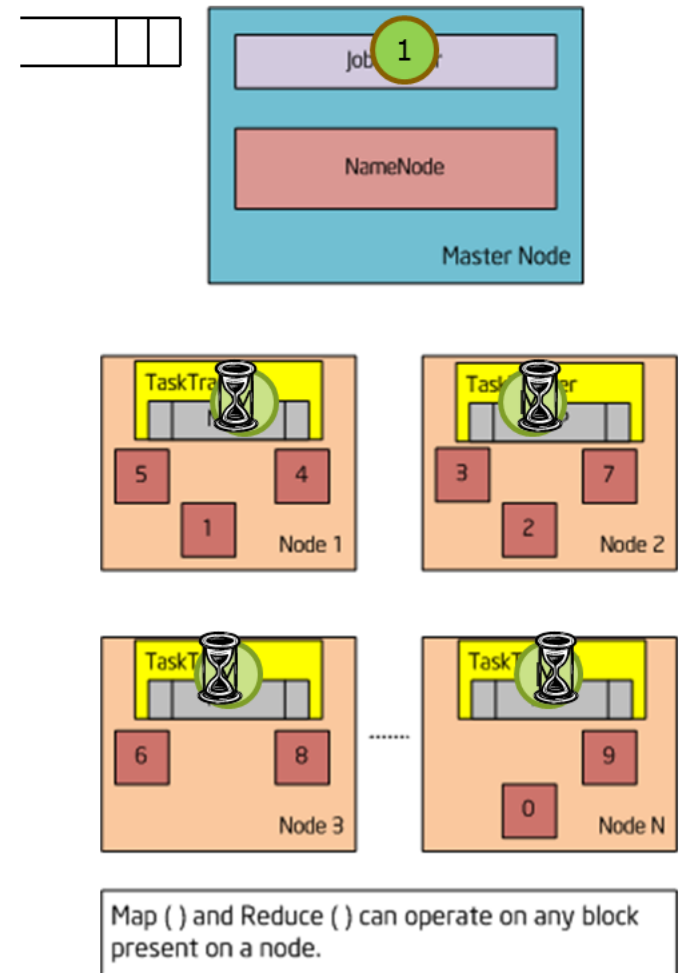 1
NameNode
Master Node
5
4
1
Node 1
3
7
2
Node 2
6
8
Node 3
.......
9
0
Node N
Map ( ) and Reduce ( ) can operate on any block
present on a node.